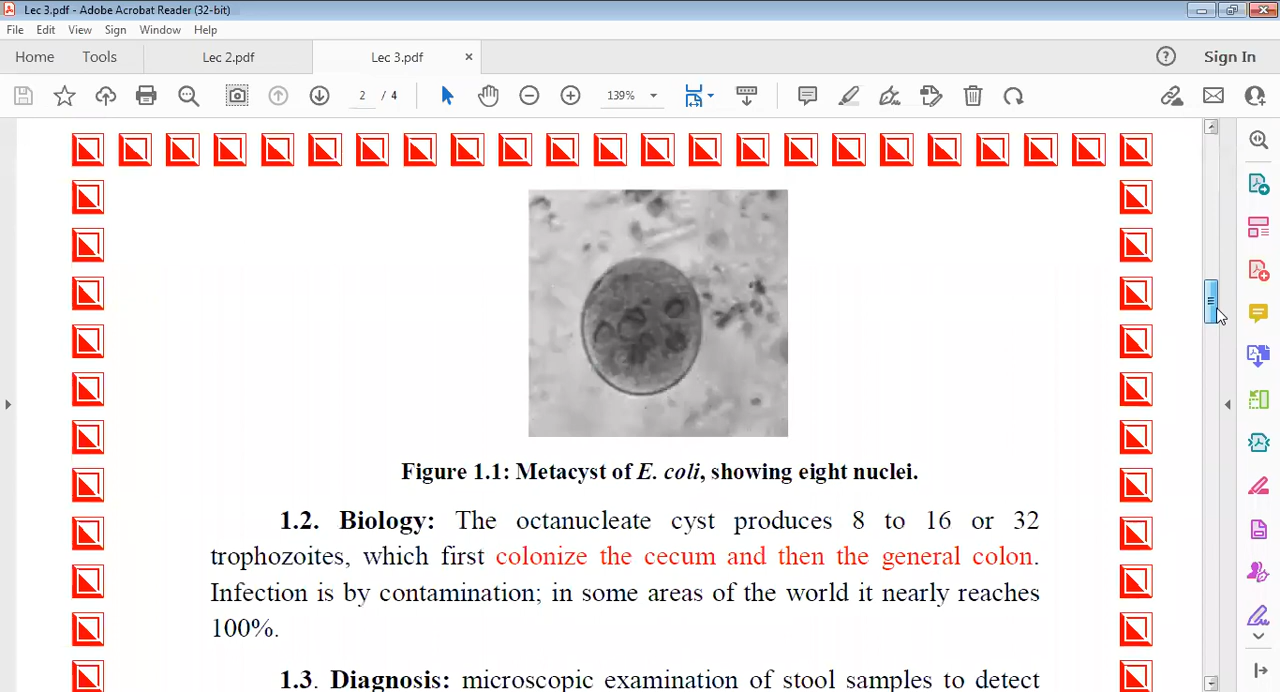 Lec 3.pdf - Adobe Acrobat Reader (32-bit)
File Edit View Sign Window Help
Home Tools Lec 2.pdf Lec 3.pdf × Sign In
2 / 4 139%
Figure 1.1: Metacyst of E. coli, showing eight nuclei.
1.2. Biology: The octanucleate cyst produces 8 to 16 or 32
trophozoites, which first colonize the cecum and then the general colon.
Infection is by contamination; in some areas of the world it nearly reaches
100%.
1.3. Diagnosis: microscopic examination of stool samples to detect